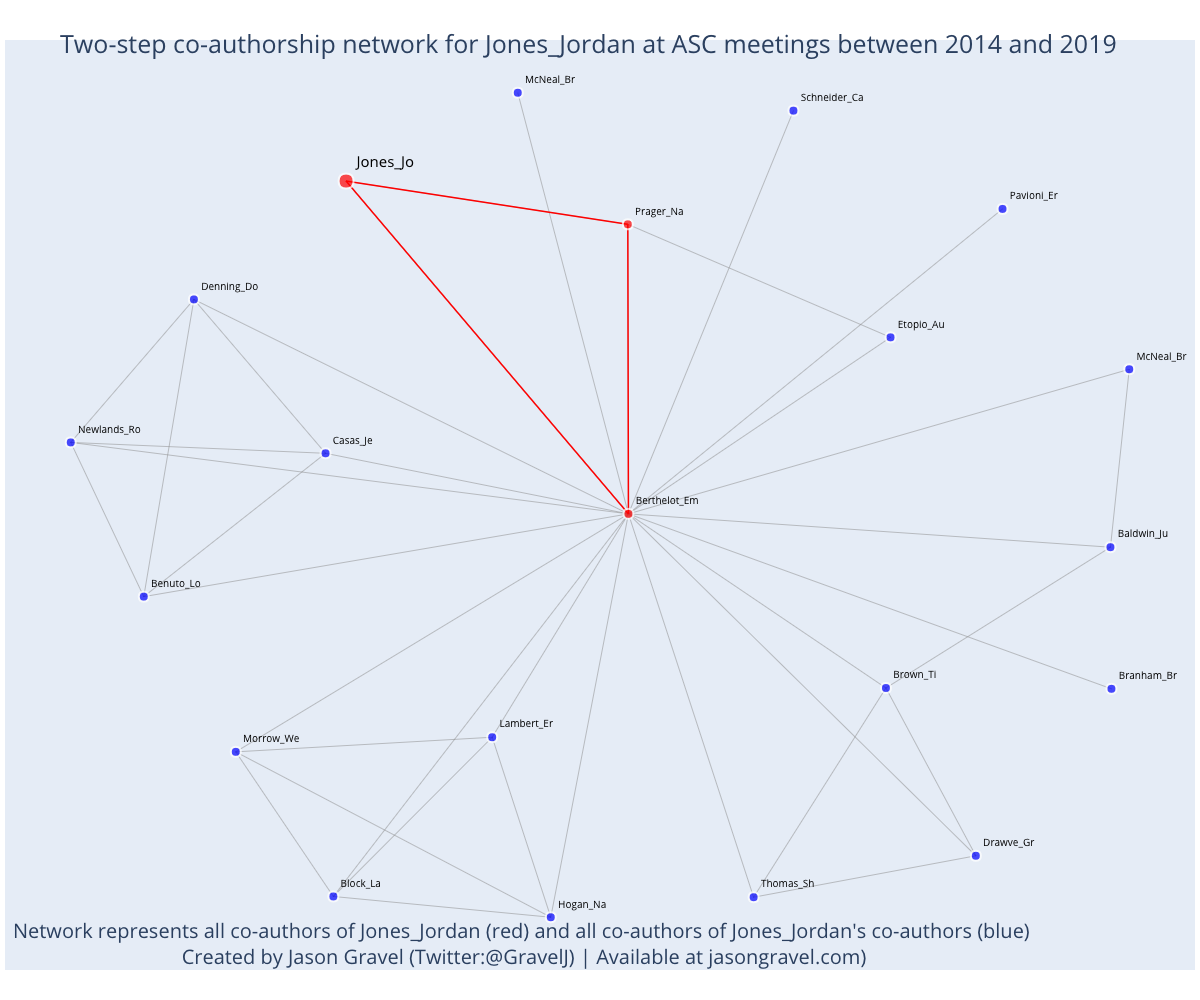 Two-step co-authorship network for Jones_Jordan at ASC meetings between 2014 and 2019
McNeal_Br
Schneider_Ca
Jones_Jo
Pavioni_Er
Prager_Na
Denning_Do
Etopio_Au
McNeal_Br
Newlands_Ro
Casas_Je
Berthelot_Em
Baldwin_Ju
Benuto_Lo
Brown_Ti
Branham_Br
Lambert_Er
Morrow_We
Drawve_Gr
Block_La
Thomas_Sh
Hogan_Na
Network represents all co-authors of Jones_Jordan (red) and all co-authors of Jones_Jordan's co-authors (blue)
Created by Jason Gravel (Twitter:@GravelJ) | Available at jasongravel.com)